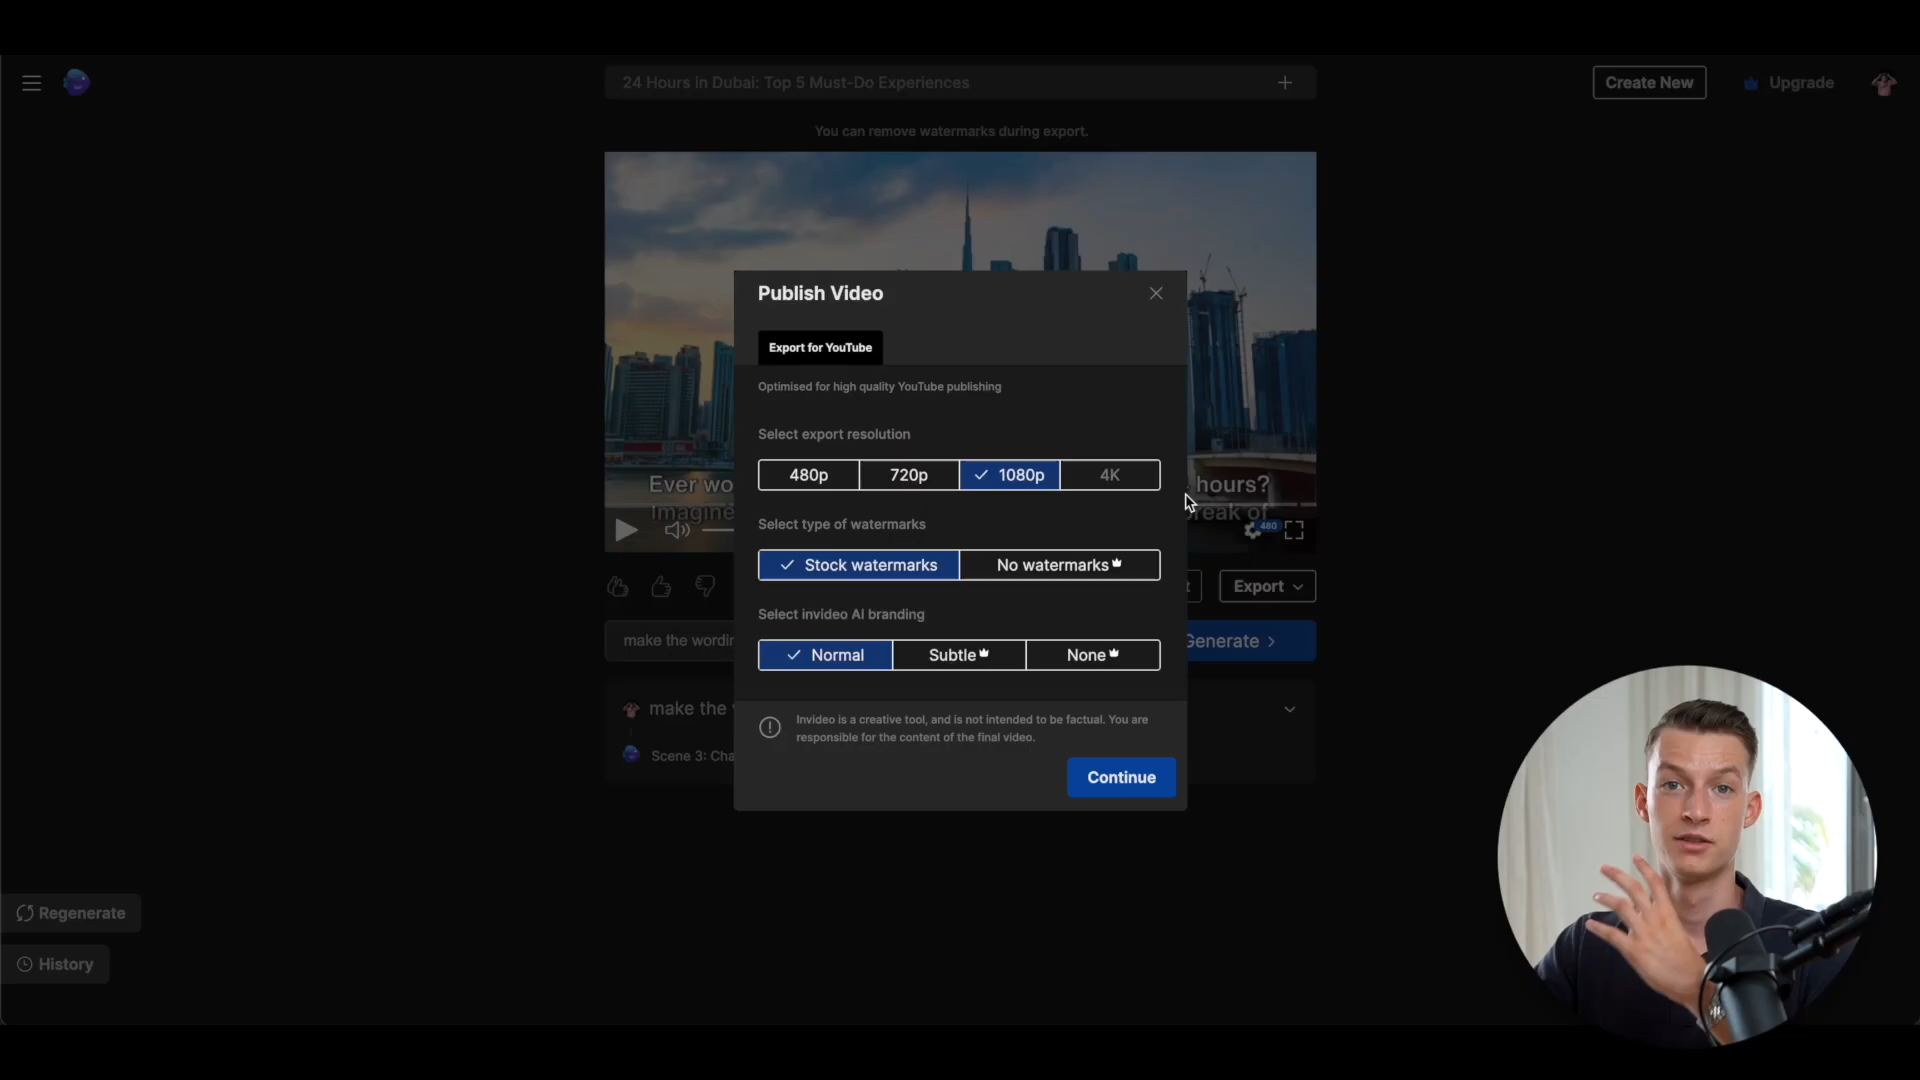 24 Hours in Dubai: Top 5 Must-Do Experiences
Create New
Upgrade
You can remove watermarks during export.
Publish Video
Export for YouTube
Optimised for high quality YouTube publishing
Select export resolution
480p 720p 1080p 4K
Ever wo
hours?
Imagine
reak of
480
Select type of watermarks
Stock watermarks No watermarks
Export
Select invideo AI branding
make the wordin
Generate
Normal Subtle None
make the
Scene 3: Cha
Invideo is a creative tool, and is not intended to be factual. You are
responsible for the content of the final video.
Continue
Regenerate
History